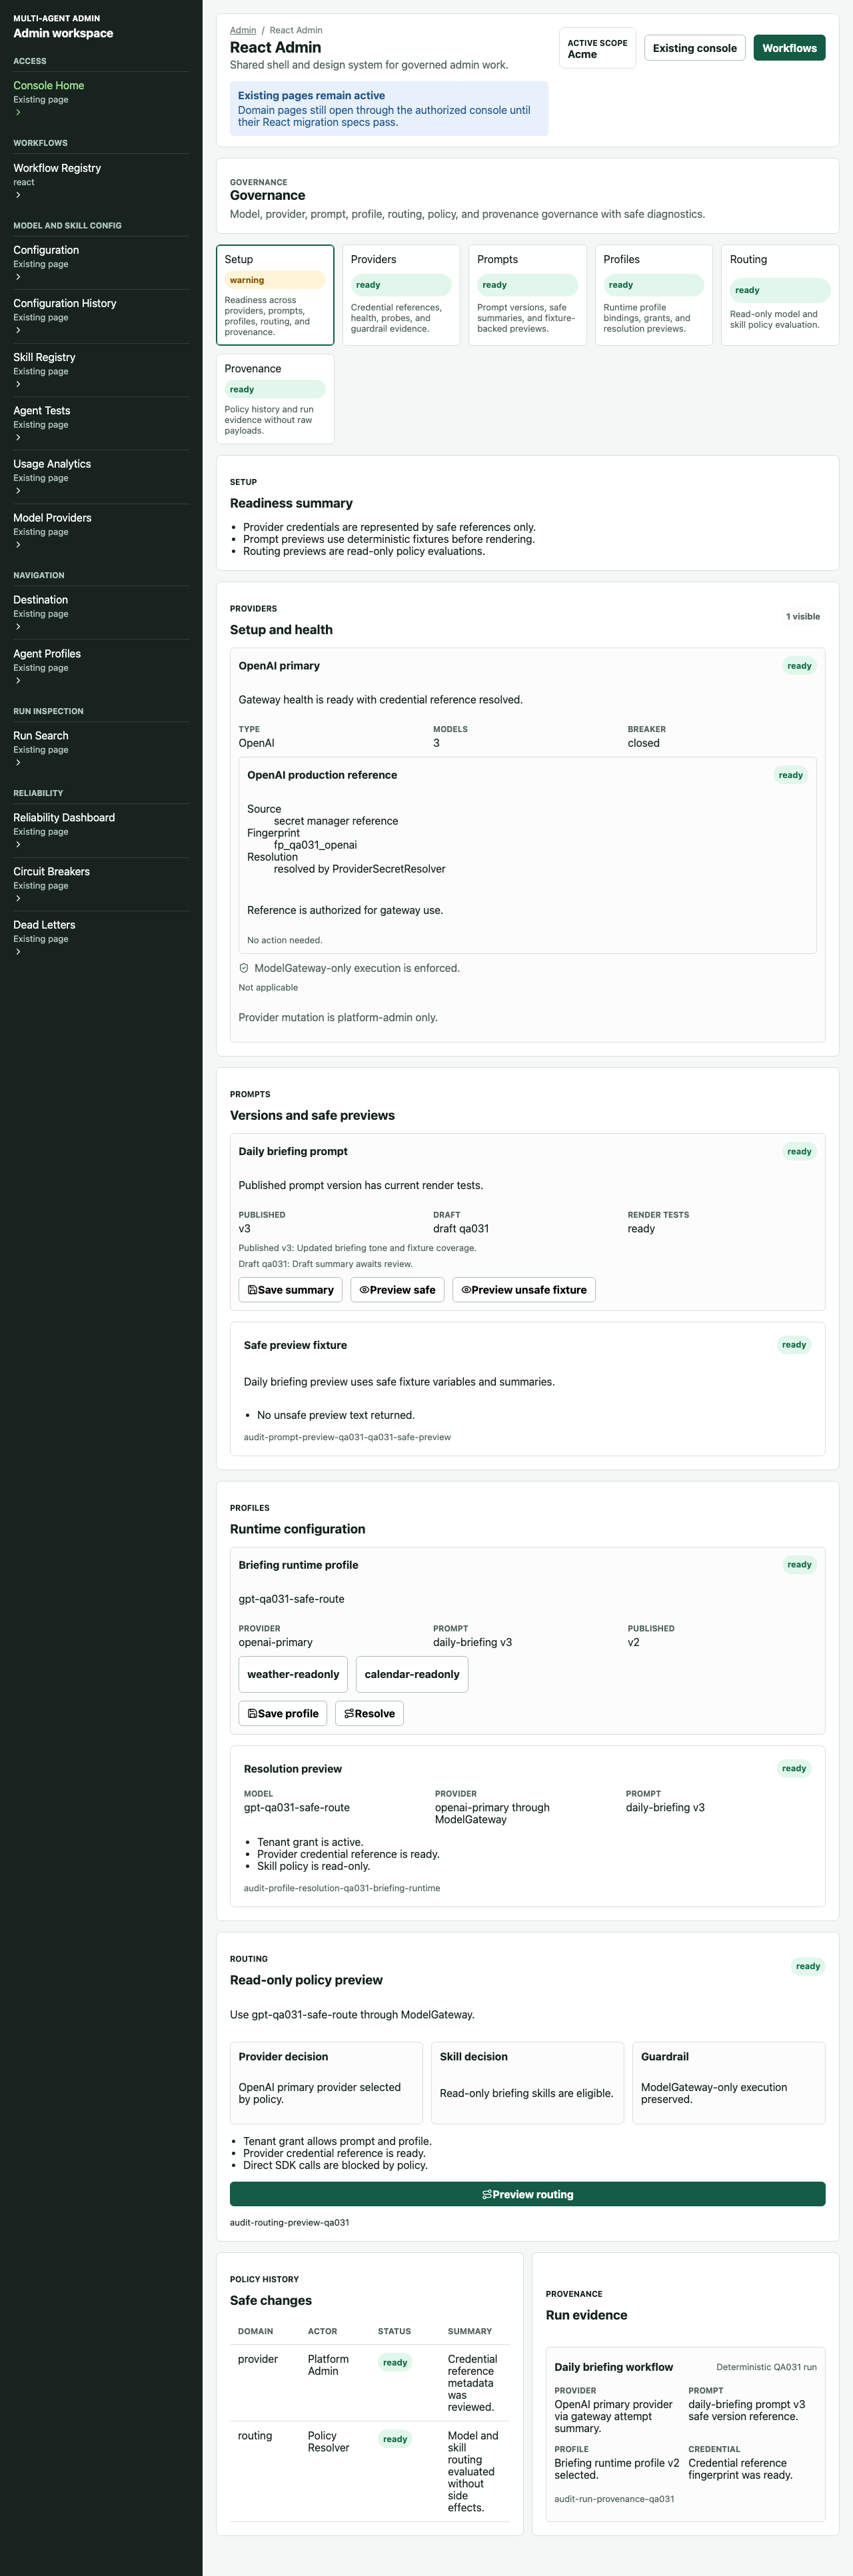 MULTI-AGENT ADMIN
Admin workspace
ACCESS
Console Home
Existing page
WORKFLOWS
Workflow Registry
react
MODEL AND SKILL CONFIG
Configuration
Existing page
Configuration History
Existing page
Skill Registry
Existing page
Agent Tests
Existing page
Usage Analytics
Existing page
Model Providers
Existing page
NAVIGATION
Destination
Existing page
Agent Profiles
Existing page
RUN INSPECTION
Run Search
Existing page
RELIABILITY
Reliability Dashboard
Existing page
Circuit Breakers
Existing page
Dead Letters
Existing page
Admin / React Admin
React Admin
Shared shell and design system for governed admin work.
ACTIVE SCOPE
Acme
Existing console
Workflows
Existing pages remain active
Domain pages still open through the authorized console until
their React migration specs pass.
GOVERNANCE
Governance
Model, provider, prompt, profile, routing, policy, and provenance governance with safe diagnostics.
Setup
warning
Readiness across
providers, prompts,
profiles, routing, and
provenance.
Providers
ready
Credential references,
health, probes, and
guardrail evidence.
Prompts
ready
Prompt versions, safe
summaries, and fixture-
backed previews.
Profiles
ready
Runtime profile
bindings, grants, and
resolution previews.
Routing
ready
Read-only model and
skill policy evaluation.
Provenance
ready
Policy history and run
evidence without raw
payloads.
SETUP
Readiness summary
• Provider credentials are represented by safe references only.
• Prompt previews use deterministic fixtures before rendering.
• Routing previews are read-only policy evaluations.
PROVIDERS
Setup and health
1 visible
OpenAI primary
ready
Gateway health is ready with credential reference resolved.
TYPE MODELS BREAKER
OpenAI 3 closed
OpenAI production reference
ready
Source
secret manager reference
Fingerprint
fp_qa031_openai
Resolution
resolved by ProviderSecretResolver
Reference is authorized for gateway use.
No action needed.
ModelGateway-only execution is enforced.
Not applicable
Provider mutation is platform-admin only.
PROMPTS
Versions and safe previews
Daily briefing prompt
ready
Published prompt version has current render tests.
PUBLISHED DRAFT RENDER TESTS
v3 draft qa031 ready
Published v3: Updated briefing tone and fixture coverage.
Draft qa031: Draft summary awaits review.
Save summary Preview safe Preview unsafe fixture
Safe preview fixture
ready
Daily briefing preview uses safe fixture variables and summaries.
• No unsafe preview text returned.
audit-prompt-preview-qa031-qa031-safe-preview
PROFILES
Runtime configuration
Briefing runtime profile
ready
gpt-qa031-safe-route
PROVIDER PROMPT PUBLISHED
openai-primary daily-briefing v3 v2
weather-readonly calendar-readonly
Save profile Resolve
Resolution preview
ready
MODEL PROVIDER PROMPT
gpt-qa031-safe-route openai-primary through daily-briefing v3
ModelGateway
• Tenant grant is active.
• Provider credential reference is ready.
• Skill policy is read-only.
audit-profile-resolution-qa031-briefing-runtime
ROUTING
Read-only policy preview
ready
Use gpt-qa031-safe-route through ModelGateway.
Provider decision
OpenAI primary provider selected
by policy.
Skill decision
Read-only briefing skills are eligible.
Guardrail
ModelGateway-only execution
preserved.
• Tenant grant allows prompt and profile.
• Provider credential reference is ready.
• Direct SDK calls are blocked by policy.
Preview routing
audit-routing-preview-qa031
POLICY HISTORY
Safe changes
DOMAIN ACTOR STATUS SUMMARY
provider
Platform
Admin
ready
Credential
reference
metadata
was
reviewed.
routing
Policy
Resolver
ready
Model and
skill
routing
evaluated
without
side
effects.
PROVENANCE
Run evidence
Daily briefing workflow
Deterministic QA031 run
PROVIDER
OpenAI primary provider
via gateway attempt
summary.
PROMPT
daily-briefing prompt v3
safe version reference.
PROFILE
Briefing runtime profile v2
selected.
CREDENTIAL
Credential reference
fingerprint was ready.
audit-run-provenance-qa031